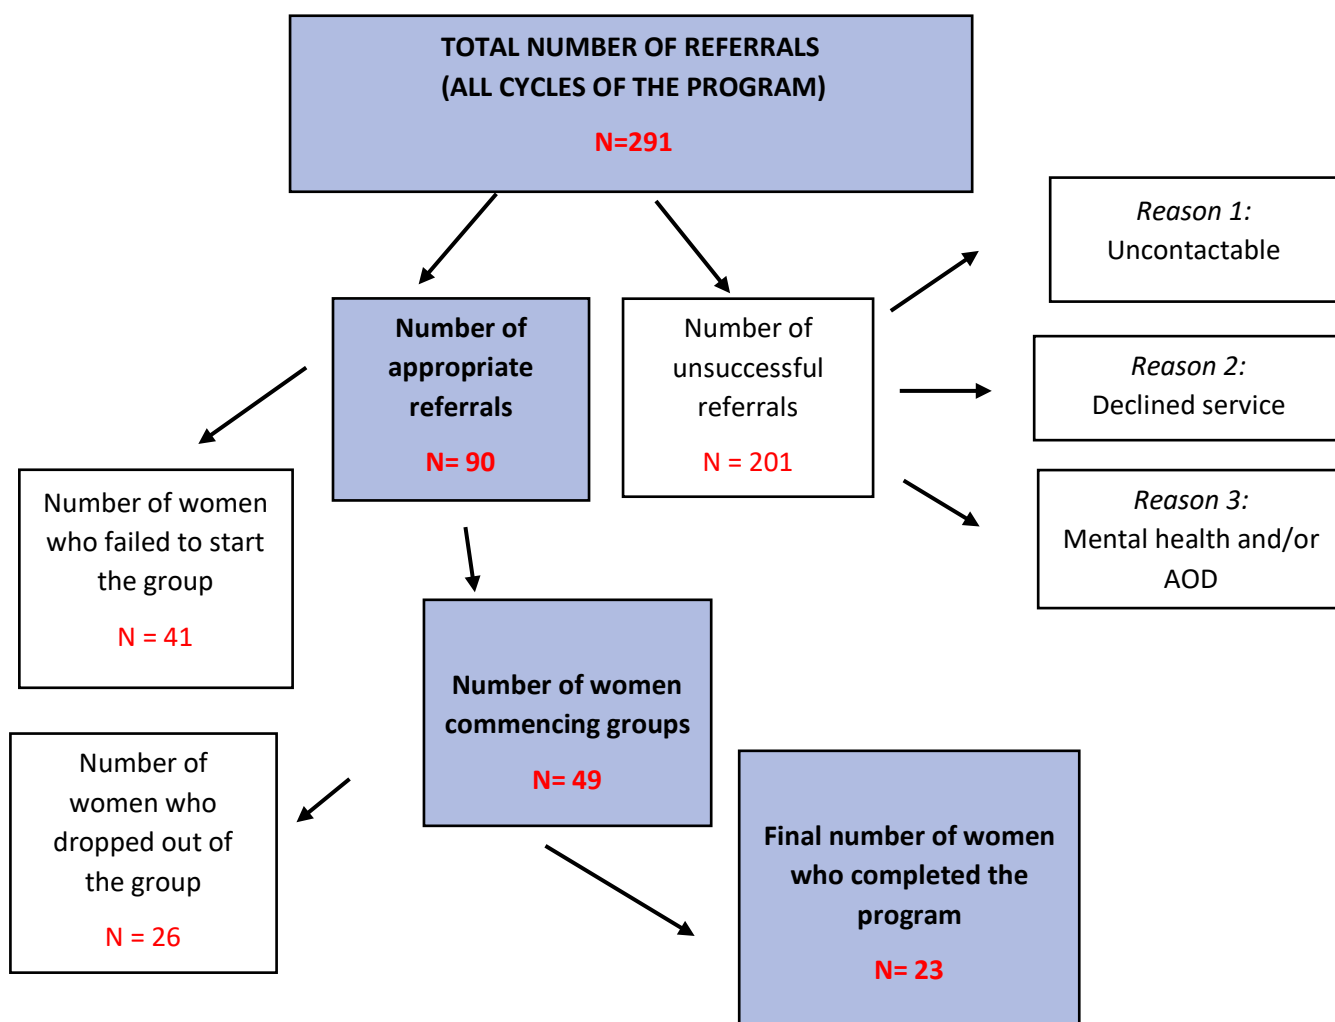 TOTAL NUMBER OF REFERRALS
(ALL CYCLES OF THE PROGRAM)
N=291
Reason 1:
Uncontactable
Number of
appropriate
referrals
N= 90
Number of
unsuccessful
referrals
N = 201
Reason 2:
Declined service
Reason 3:
Mental health and/or
AOD
Number of women
who failed to start
the group
N = 41
Number of women
commencing groups
N= 49
Number of
women who
dropped out of
the group
N = 26
Final number of women
who completed the
program
N= 23